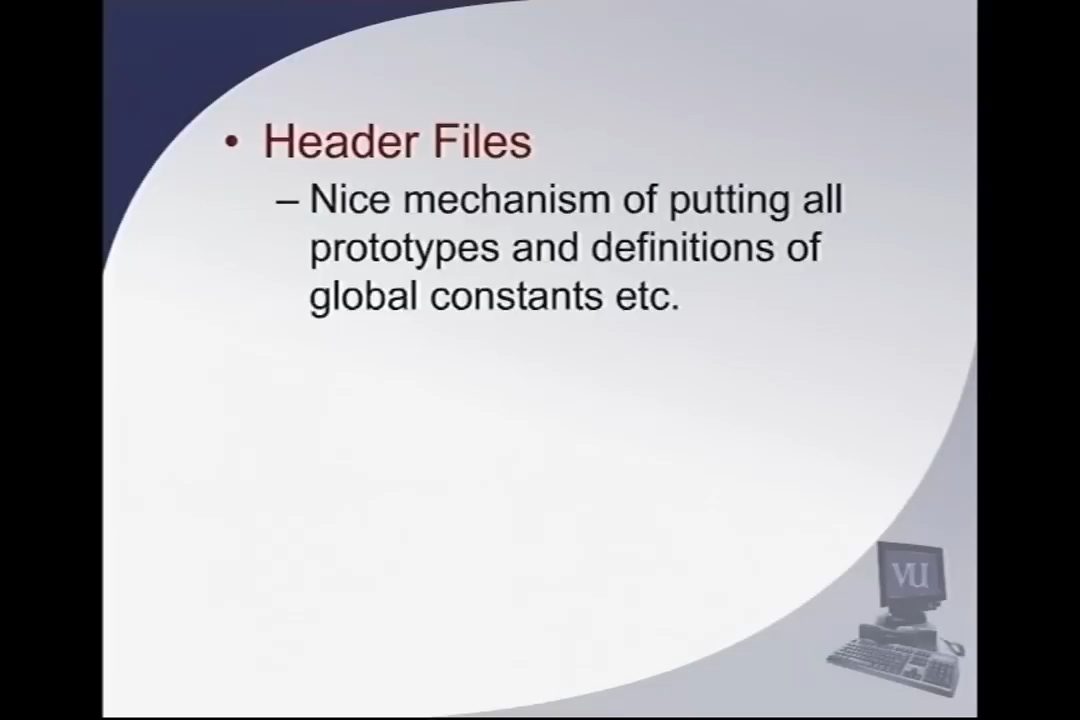 • Header Files
– Nice mechanism of putting all
prototypes and definitions of
global constants etc.
VU